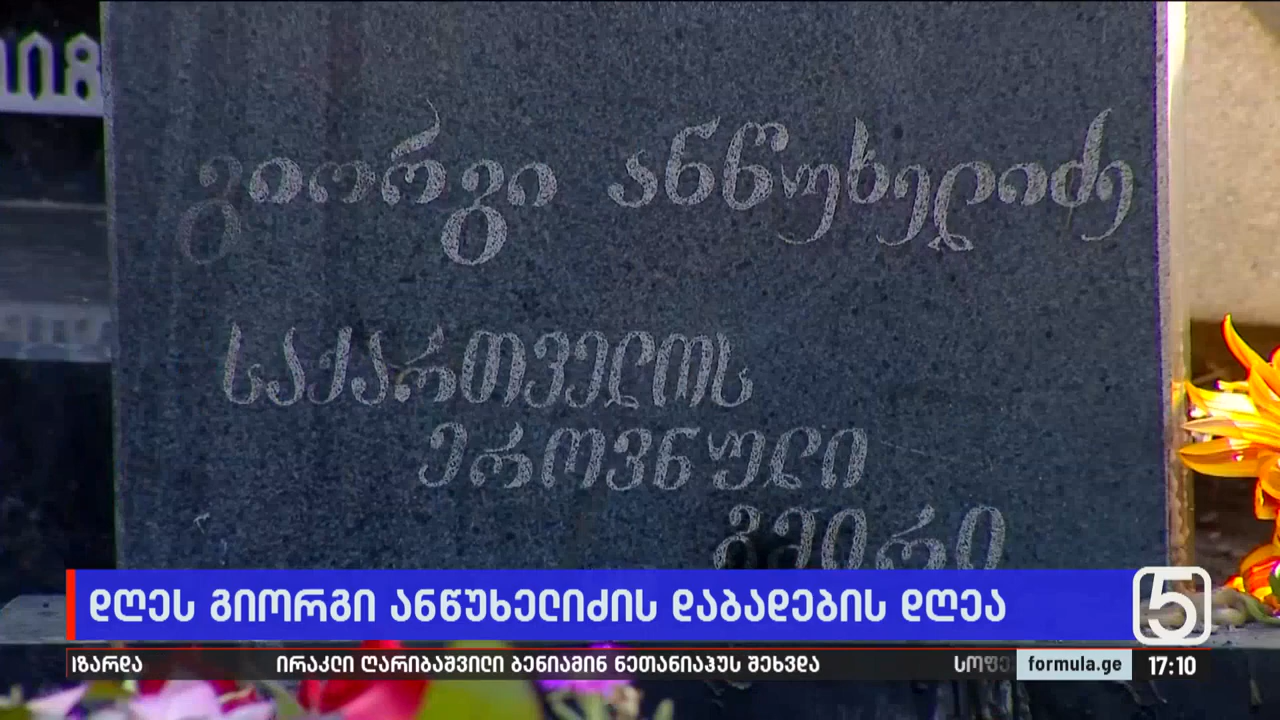 გიორგი ანწუხელიძე
საქართველოს
ეროვნული
გმირი
დღეს გიორგი ანწუხელიძის დაბადების დღეა
5
იზარდა ირაკლი ღარიბაშვილი ბენიამინ ნეთანიაჰუს შეხვდა
formula.ge
17:10